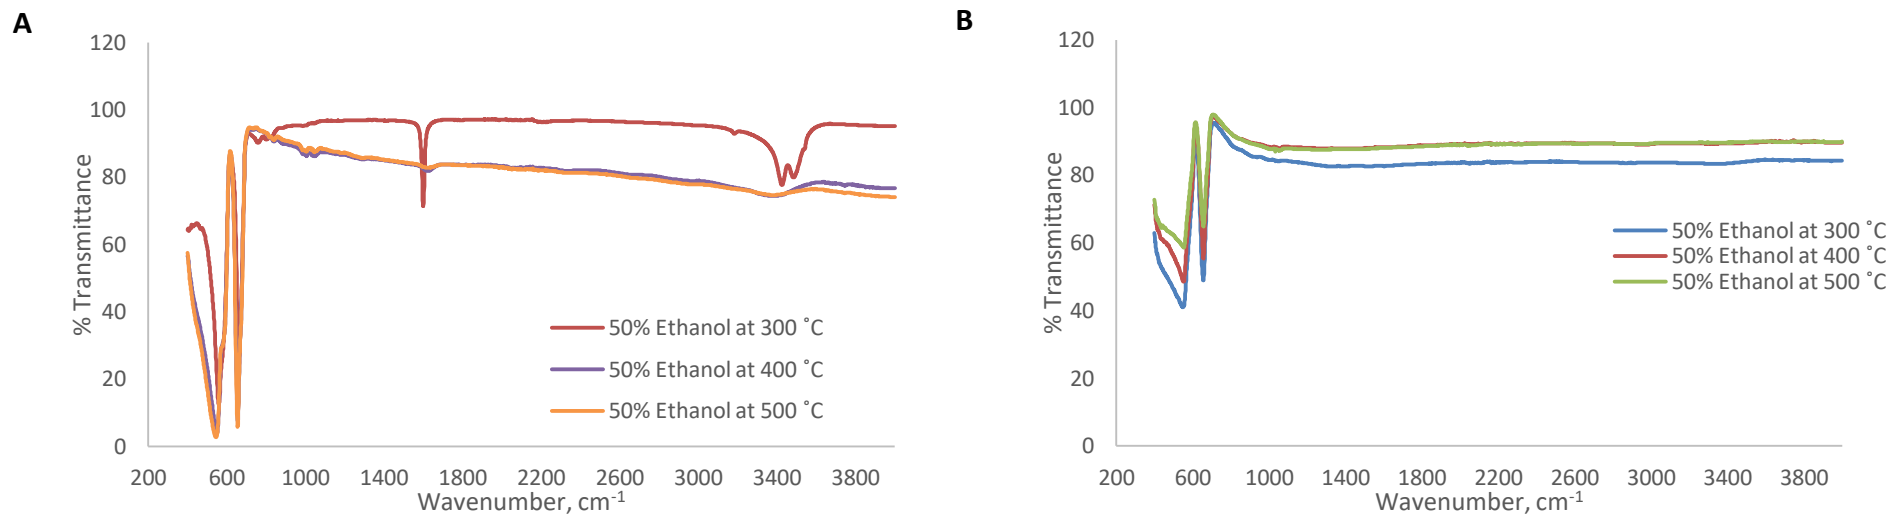 A
120
100
80
60
40
20
0
% Transmittance
50% Ethanol at 300 ˚C
50% Ethanol at 400 ˚C
50% Ethanol at 500 ˚C
200 600 1000 1400 1800 2200 2600 3000 3400 3800
Wavenumber, cm-1
B
120
100
80
60
40
20
0
% Transmittance
50% Ethanol at 300 ˚C
50% Ethanol at 400 ˚C
50% Ethanol at 500 ˚C
200 600 1000 1400 1800 2200 2600 3000 3400 3800
Wavenumber, cm-1